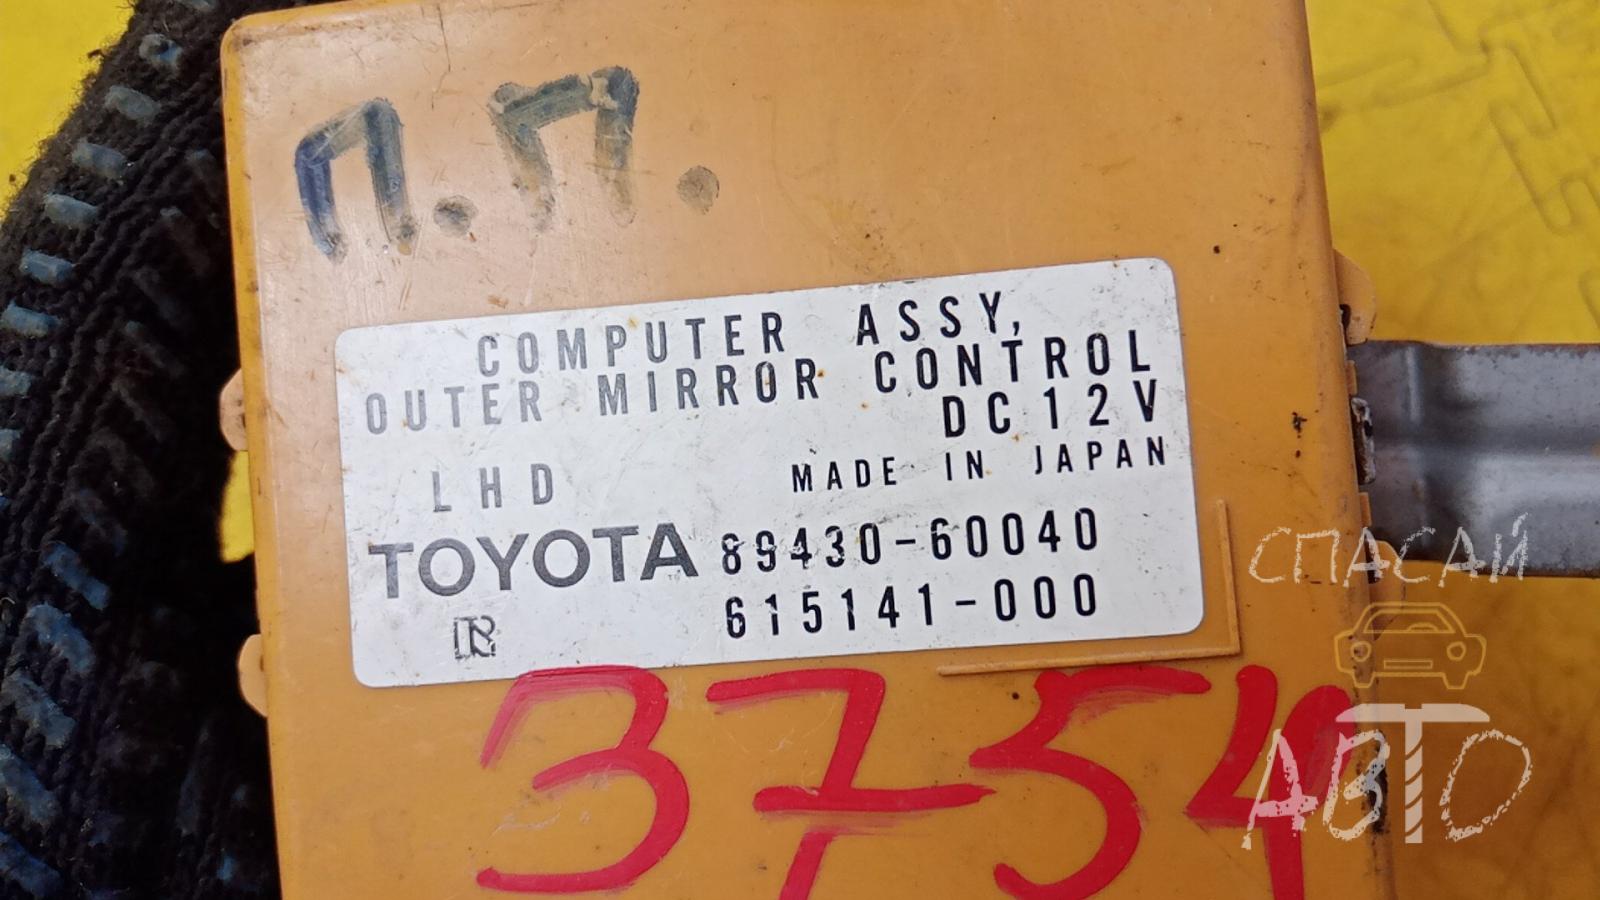 П.П.
COMPUTER ASSY,
OUTER MIRROR CONTROL
DC12V
LHD MADE IN JAPAN
TOYOTA 89430-60040
615141-000
3754
СПАСАЙ
АВТО